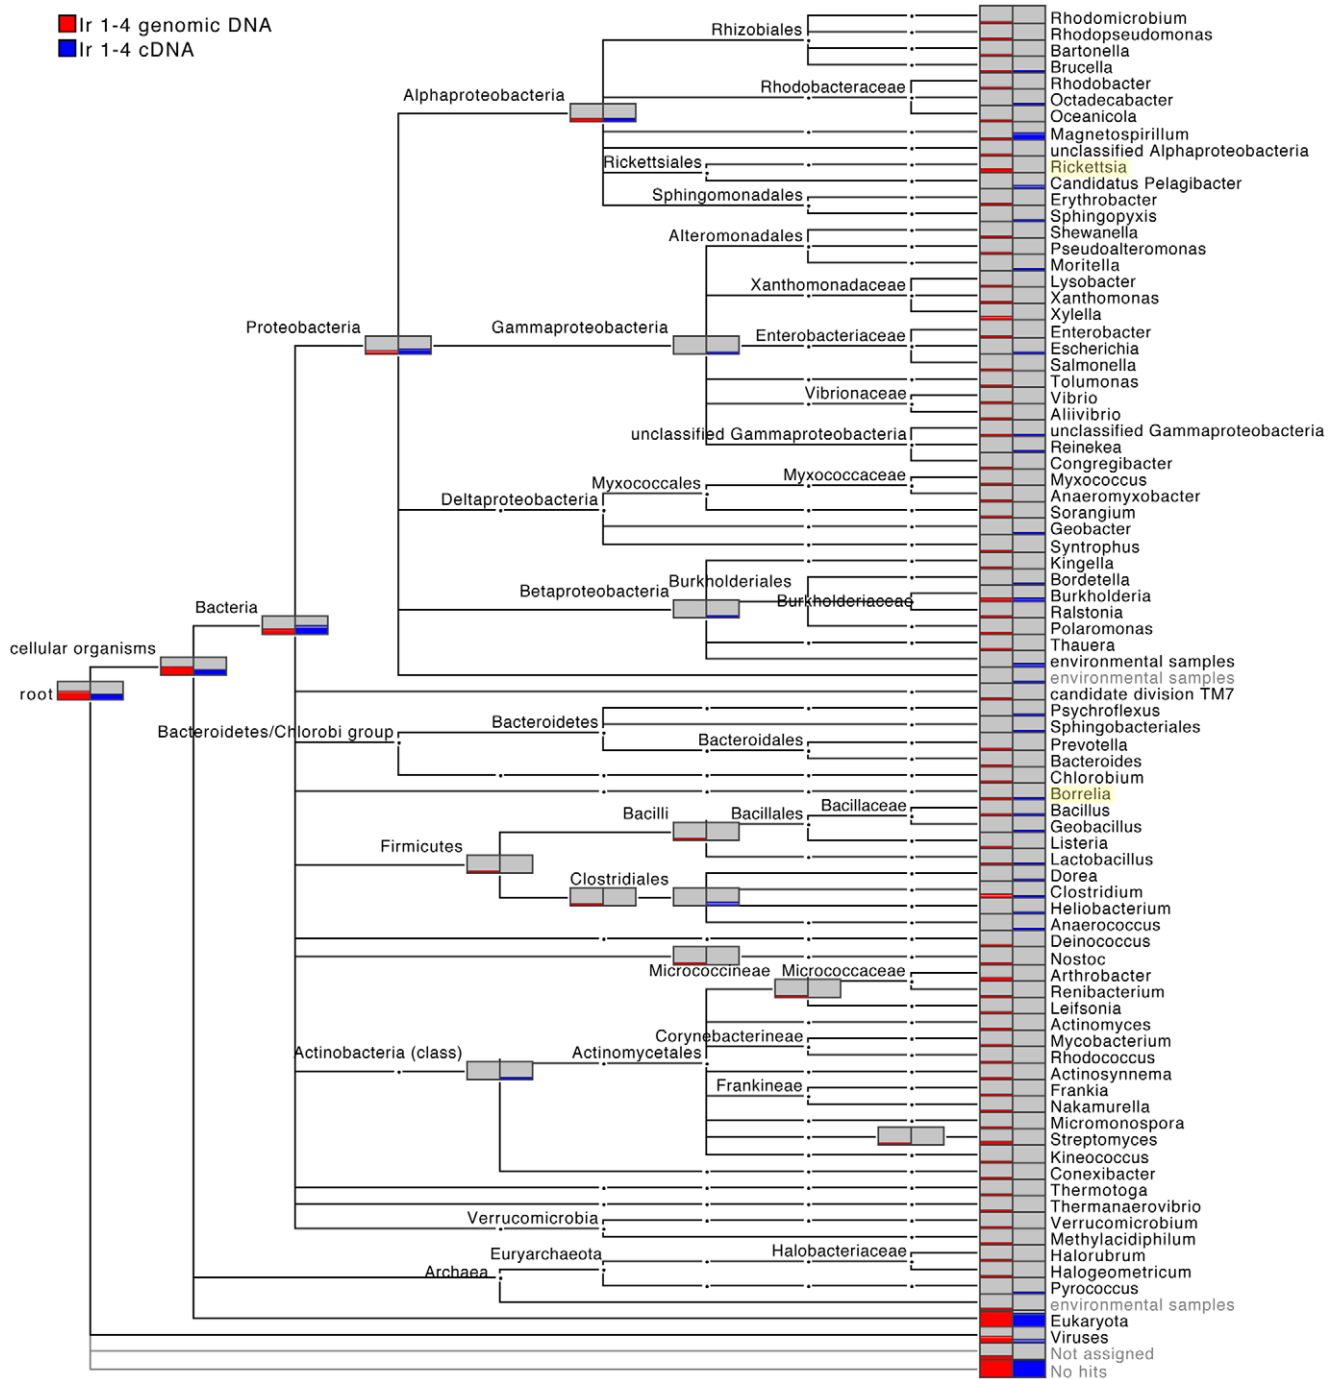 Ir 1-4 genomic DNA
Ir 1-4 cDNA
Rhizobiales
Rhodomicrobium
Rhodopseudomonas
Bartonella
Brucella
Alphaproteobacteria
Rhodobacteraceae
Rhodobacter
Octadecabacter
Oceanicola
Magnetospirillum
unclassified Alphaproteobacteria
Rickettsiales
Rickettsia
Candidatus Pelagibacter
Sphingomonadales
Erythrobacter
Sphingopyxis
Alteromonadales
Shewanella
Pseudoalteromonas
Moritella
Xanthomonadaceae
Lysobacter
Xanthomonas
Xylella
Proteobacteria
Gammaproteobacteria
Enterobacteriaceae
Enterobacter
Escherichia
Salmonella
Tolumonas
Vibrionaceae
Vibrio
Aliivibrio
unclassified Gammaproteobacteria
unclassified Gammaproteobacteria
Reinekea
Congregibacter
Deltaproteobacteria
Myxococcales
Myxococcaceae
Myxococcus
Anaeromyxobacter
Sorangium
Geobacter
Syntrophus
Kingella
Betaproteobacteria
Burkholderiales
Bordetella
Burkholderiaceae
Burkholderia
Ralstonia
Polaromonas
Thauera
Bacteria
cellular organisms
root
environmental samples
environmental samples
candidate division TM7
Bacteroidetes/Chlorobi group
Bacteroidetes
Psychroflexus
Sphingobacteriales
Bacteroidales
Prevotella
Bacteroides
Chlorobium
Borrelia
Firmicutes
Bacilli
Bacillales
Bacillaceae
Bacillus
Geobacillus
Listeria
Lactobacillus
Clostridiales
Dorea
Clostridium
Heliobacterium
Anaerococcus
Deinococcus
Nostoc
Micrococcineae
Micrococcaceae
Arthrobacter
Renibacterium
Leifsonia
Actinomyces
Actinobacteria (class)
Actinomycetales
Corynebacterineae
Mycobacterium
Rhodococcus
Actinosynnema
Frankineae
Frankia
Nakamurella
Micromonospora
Streptomyces
Kineococcus
Conexibacter
Thermotoga
Thermanaerovibrio
Verrucomicrobia
Verrucomicrobium
Methylacidiphilum
Archaea
Euryarchaeota
Halobacteriaceae
Halorubrum
Halogeometricum
Pyrococcus
environmental samples
Eukaryota
Viruses
Not assigned
No hits